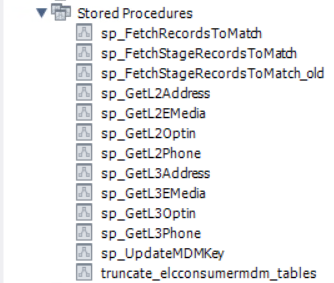 Stored Procedures
sp_FetchRecordsToMatch
sp_FetchStageRecordsToMatch
sp_FetchStageRecordsToMatch_old
sp_GetL2Address
sp_GetL2EMedia
sp_GetL2Optin
sp_GetL2Phone
sp_GetL3Address
sp_GetL3EMedia
sp_GetL3Optin
sp_GetL3Phone
sp_UpdateMDMKey
truncate_elcconsumermdm_tables